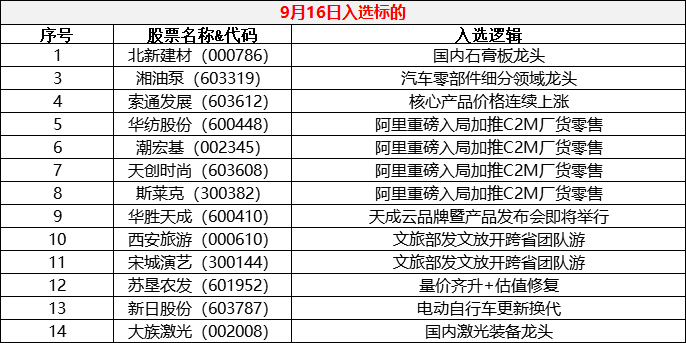 9月16日入选标的
序号 股票名称&代码 入选逻辑
1 北新建材（000786） 国内石膏板龙头
3 湘油泵（603319） 汽车零部件细分领域龙头
4 索通发展（603612） 核心产品价格连续上涨
5 华纺股份（600448） 阿里重磅入局加推C2M厂货零售
6 潮宏基（002345） 阿里重磅入局加推C2M厂货零售
7 天创时尚（603608） 阿里重磅入局加推C2M厂货零售
8 斯莱克（300382） 阿里重磅入局加推C2M厂货零售
9 华胜天成（600410） 天成云品牌暨产品发布会即将举行
10 西安旅游（000610） 文旅部发文放开跨省团队游
11 宋城演艺（300144） 文旅部发文放开跨省团队游
12 苏垦农发（601952） 量价齐升+估值修复
13 新日股份（603787） 电动自行车更新换代
14 大族激光（002008） 国内激光装备龙头